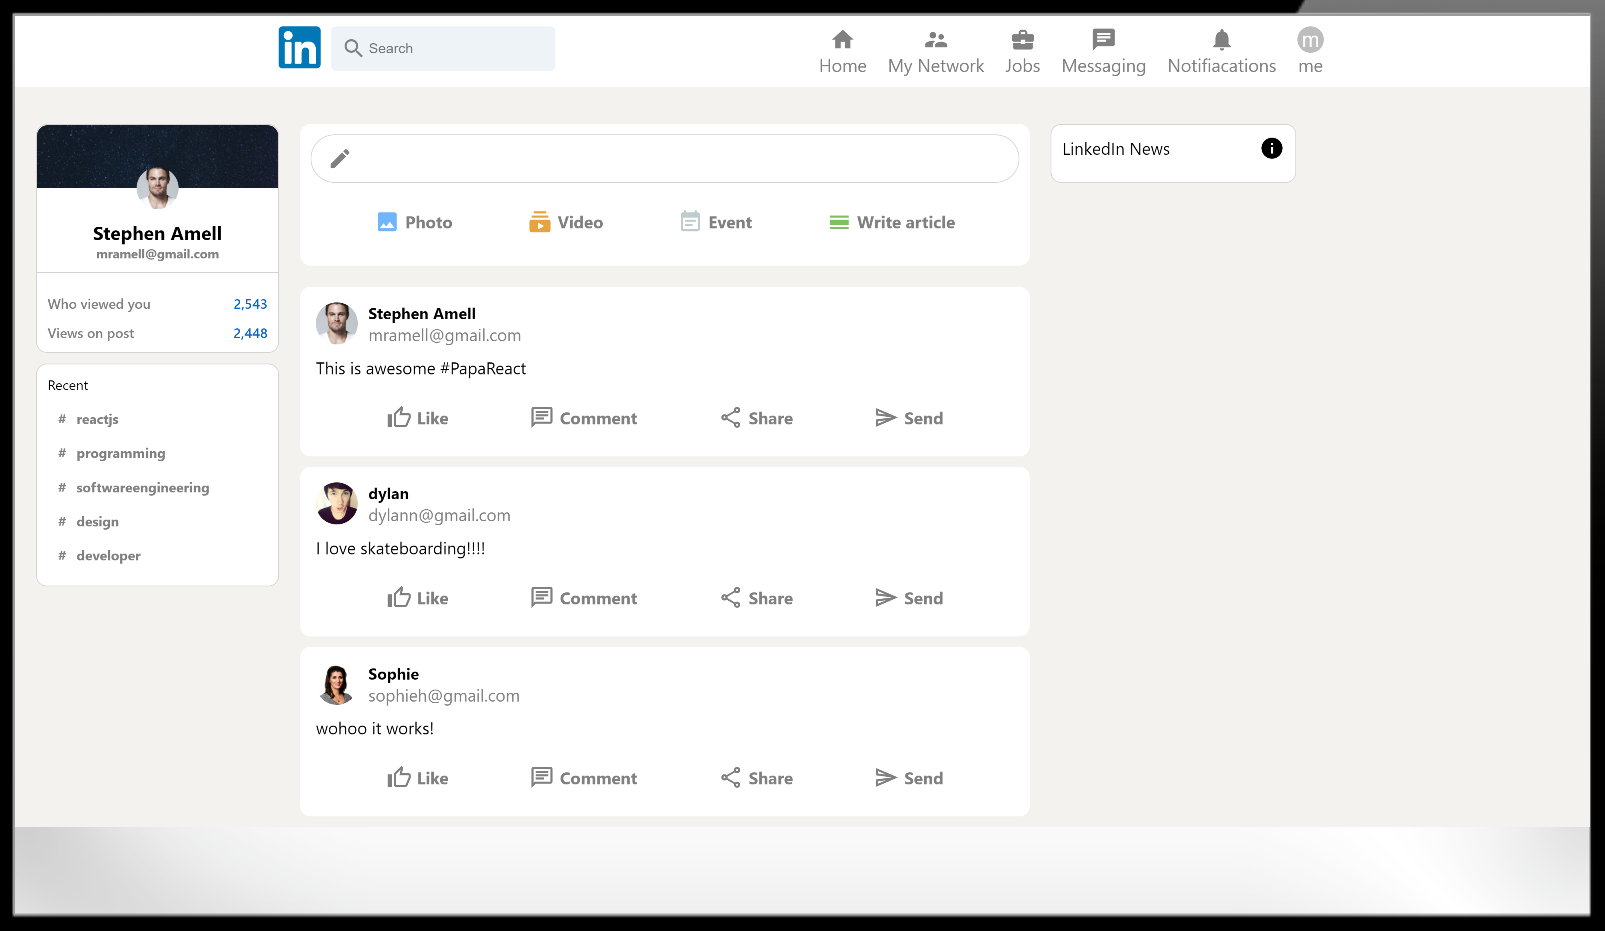 in
Search
Home
My Network
Jobs
Messaging
Notifiacations
m
me
Stephen Amell
mramell@gmail.com
Who viewed you 2,543
Views on post 2,448
Recent
# reactjs
# programming
# softwareengineering
# design
# developer
Photo
Video
Event
Write article
Stephen Amell
mramell@gmail.com
This is awesome #PapaReact
Like Comment Share Send
dylan
dylann@gmail.com
I love skateboarding!!!!
Like Comment Share Send
Sophie
sophieh@gmail.com
wohoo it works!
Like Comment Share Send
LinkedIn News